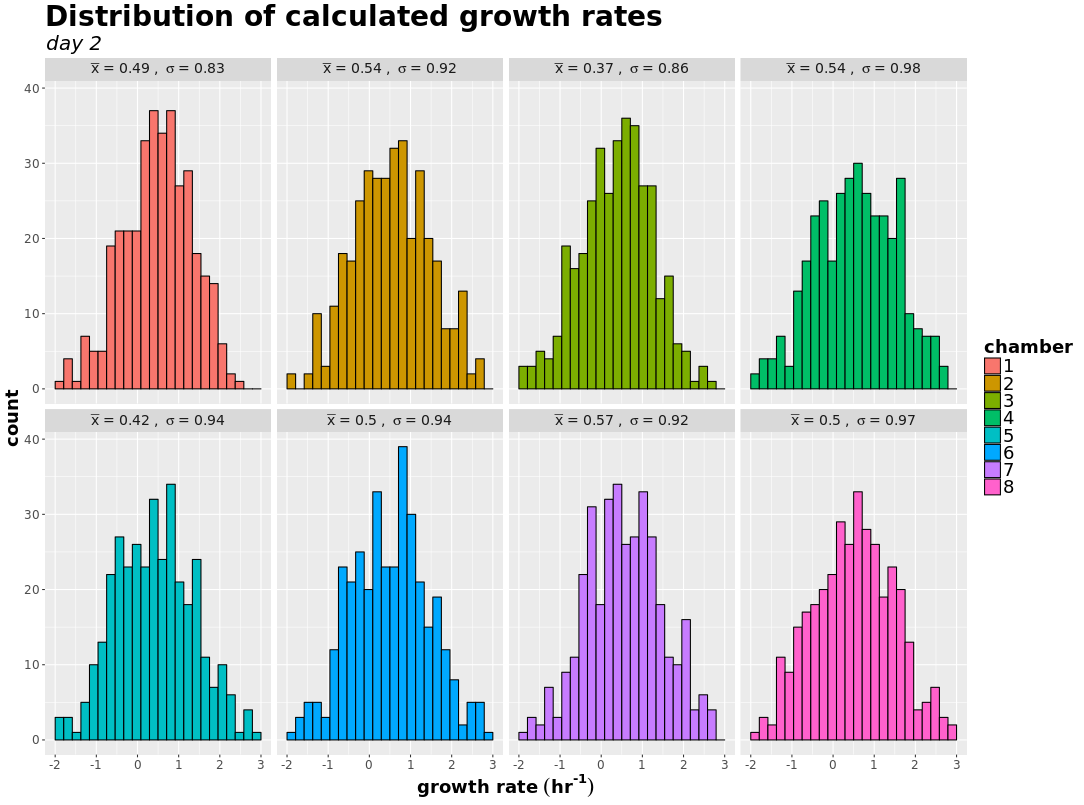 Distribution of calculated growth rates
day 2
x̅ = 0.49 , σ = 0.83
x̅ = 0.54 , σ = 0.92
x̅ = 0.37 , σ = 0.86
x̅ = 0.54 , σ = 0.98
40
30
20
10
0
x̅ = 0.42 , σ = 0.94
x̅ = 0.5 , σ = 0.94
x̅ = 0.57 , σ = 0.92
x̅ = 0.5 , σ = 0.97
40
30
20
10
0
count
-2 -1 0 1 2 3
-2 -1 0 1 2 3
-2 -1 0 1 2 3
-2 -1 0 1 2 3
growth rate (hr⁻¹)
chamber
1
2
3
4
5
6
7
8